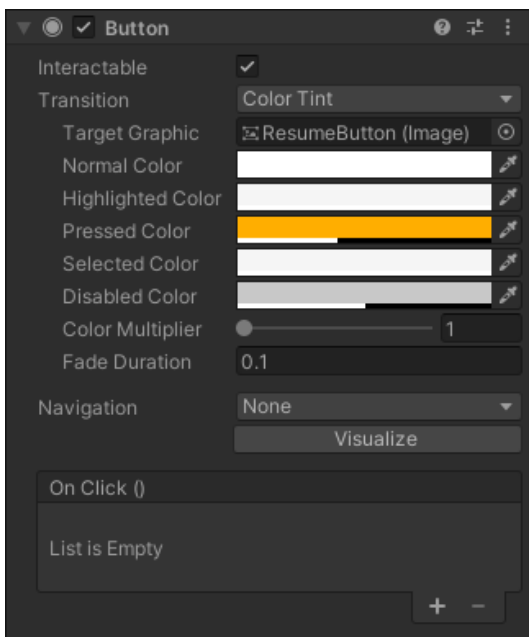 Button
Interactable
Transition Color Tint
Target Graphic ResumeButton (Image)
Normal Color
Highlighted Color
Pressed Color
Selected Color
Disabled Color
Color Multiplier 1
Fade Duration 0.1
Navigation None
Visualize
On Click ()
List is Empty
+ −